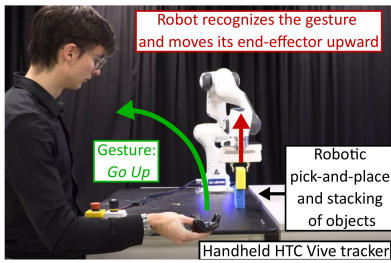 Robot recognizes the gesture
and moves its end-effector upward
Gesture:
Go Up
Robotic
pick-and-place
and stacking
of objects
Handheld HTC Vive tracker